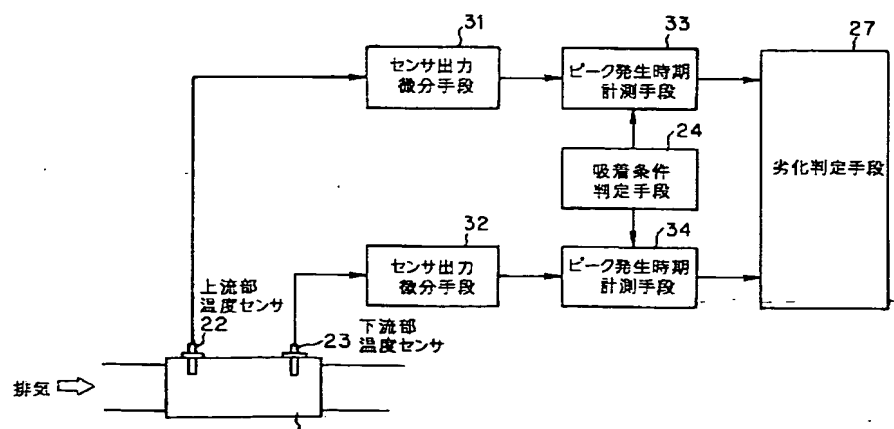 31
センサ出力
微分手段
33
ピーク発生時期
計測手段
27
劣化判定手段
24
吸着条件
判定手段
32
センサ出力
微分手段
34
ピーク発生時期
計測手段
上流部
温度センサ
22
23
下流部
温度センサ
排気